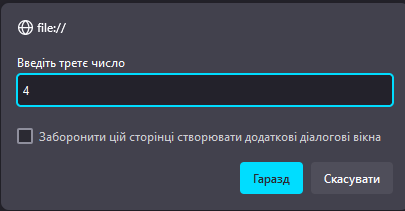 file://
Введіть третє число
4
Заборонити цій сторінці створювати додаткові діалогові вікна
Гаразд
Скасувати